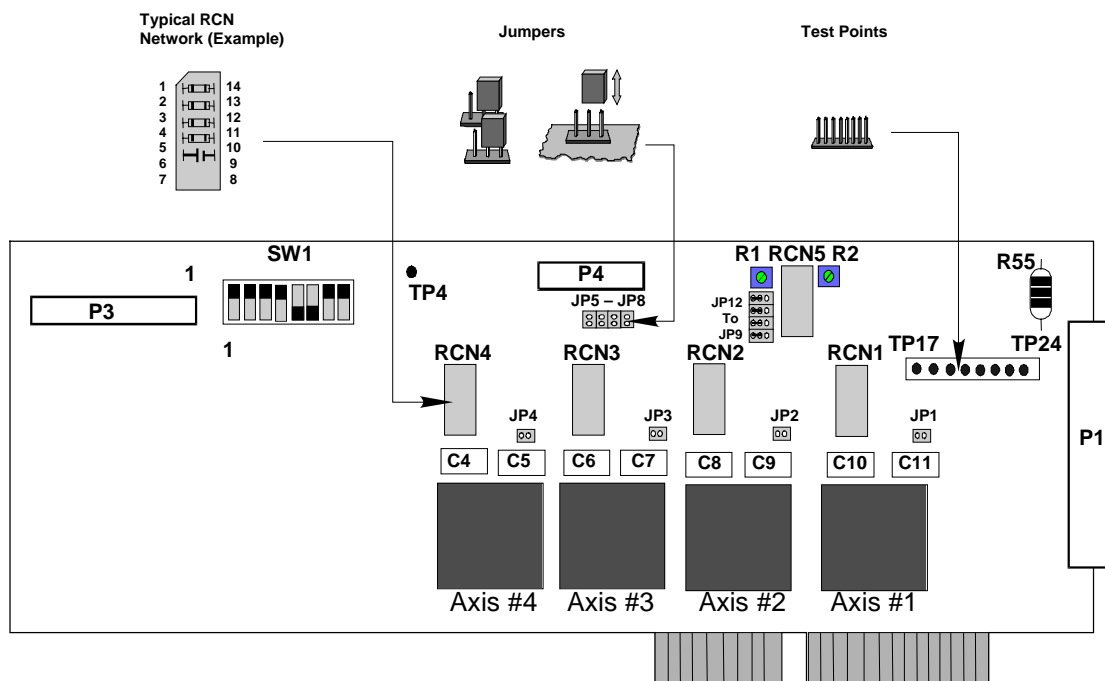 Typical RCN
Network (Example)
Jumpers
Test Points
1 14
2 13
3 12
4 11
5 10
6 9
7 8
SW1
R1 RCN5 R2
R55
1
TP4
P4
P3
JP5 – JP8
JP12
To
JP9
1
RCN4
RCN3
RCN2
RCN1
TP17
TP24
JP4
JP3
JP2
JP1
P1
C4
C5
C6
C7
C8
C9
C10
C11
Axis #4
Axis #3
Axis #2
Axis #1